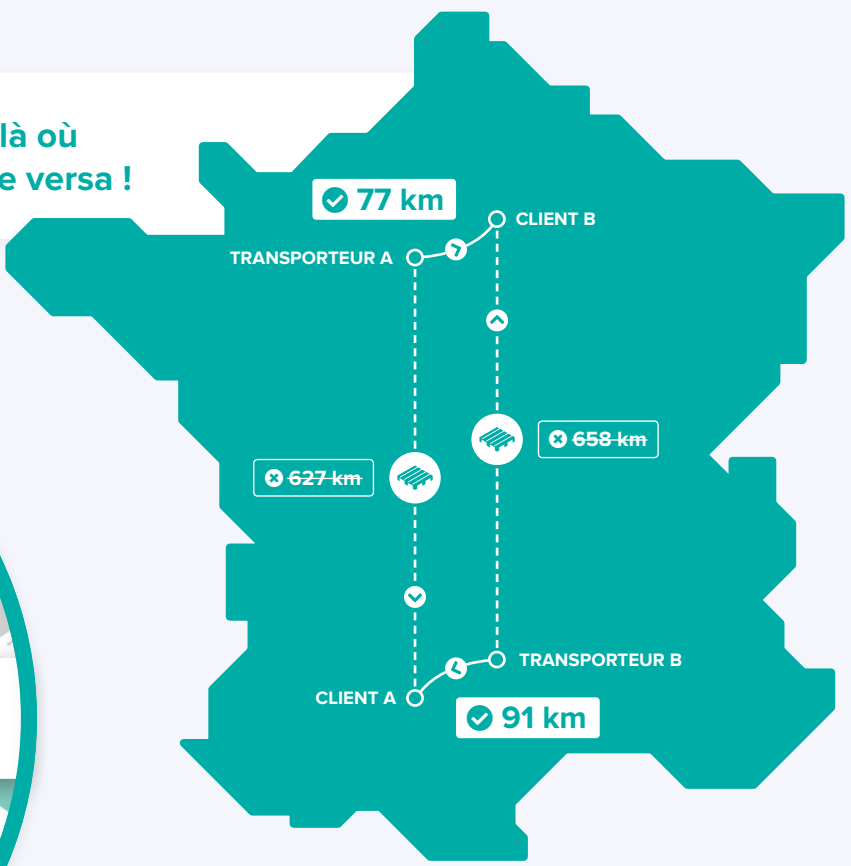 là où
e versa !
77 km
CLIENT B
TRANSPORTEUR A
658 km
627 km
TRANSPORTEUR B
CLIENT A
91 km